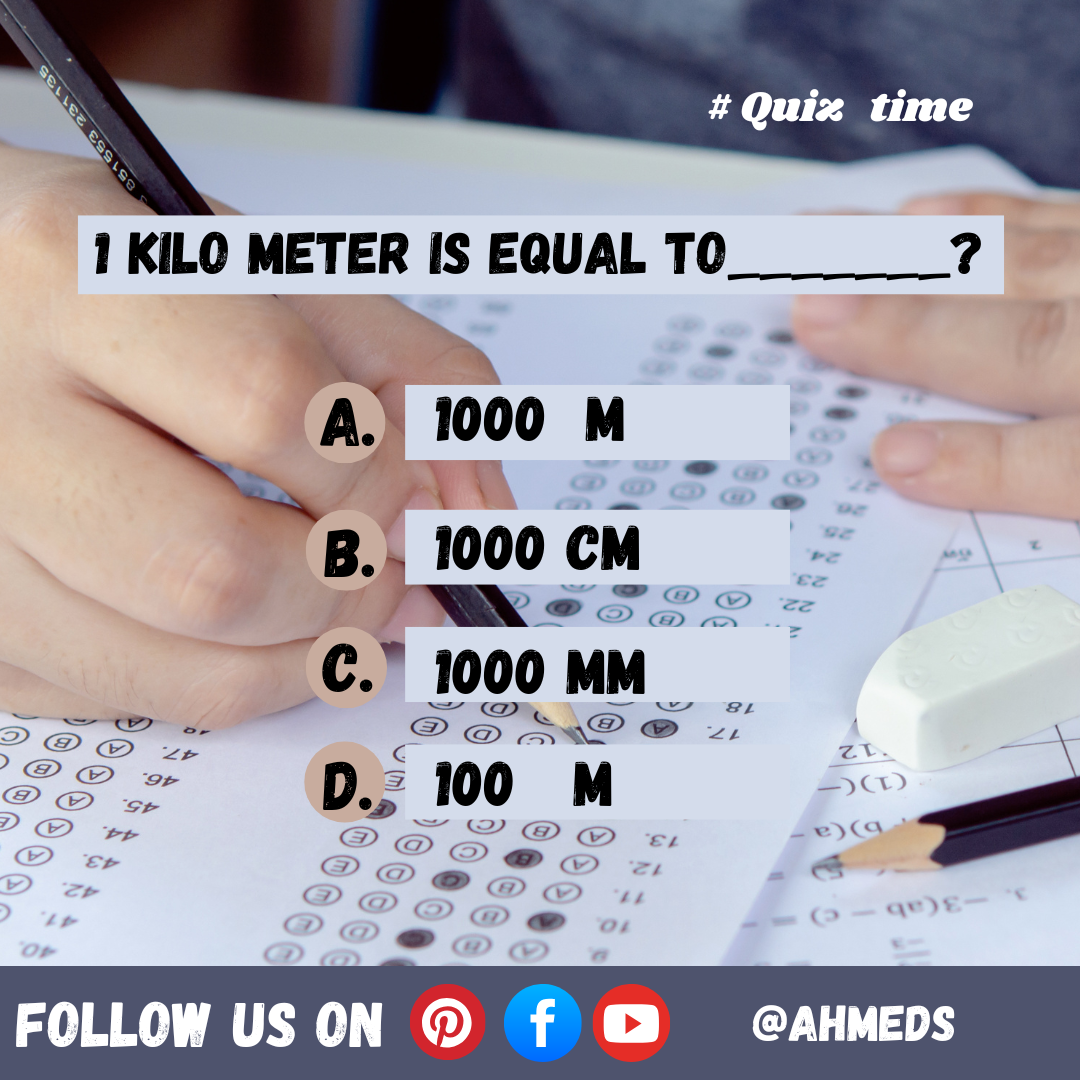 # Quiz time
1 KILO METER IS EQUAL TO_______?
A. 1000 M
B. 1000 CM
C. 1000 MM
D. 100 M
FOLLOW US ON
@AHMEDS